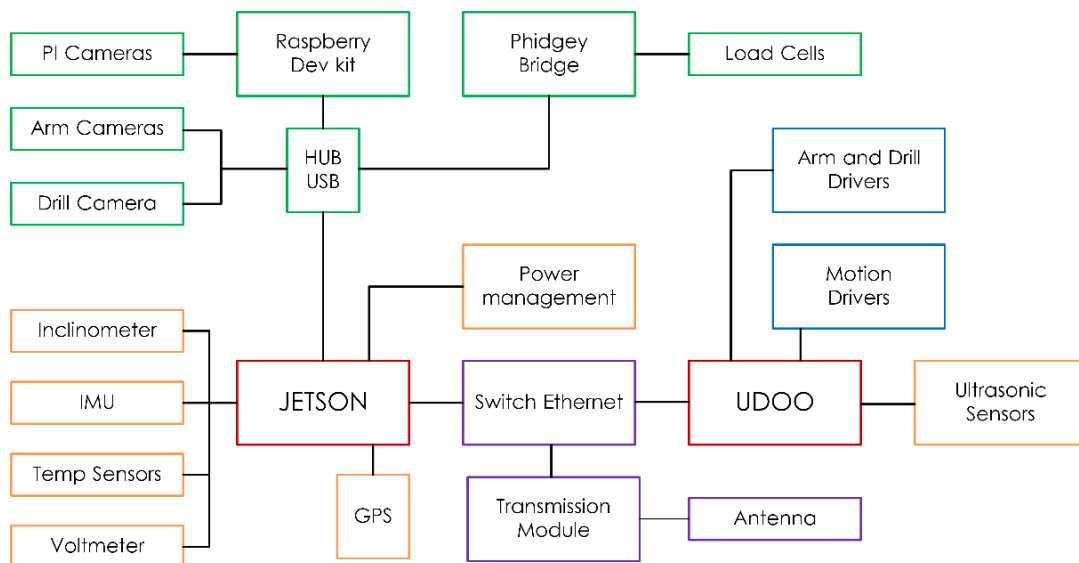 PI Cameras
Raspberry
Dev kit
Phidgey
Bridge
Load Cells
Arm Cameras
HUB
USB
Drill Camera
Arm and Drill
Drivers
Power
management
Motion
Drivers
Inclinometer
IMU
JETSON
Switch Ethernet
UDOO
Ultrasonic
Sensors
Temp Sensors
GPS
Transmission
Module
Antenna
Voltmeter